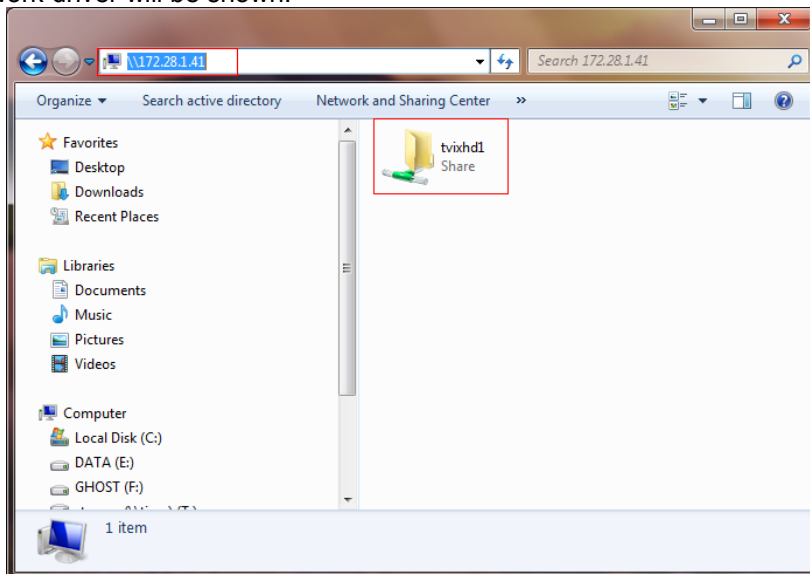 \\172.28.1.41
Search 172.28.1.41
Organize
Search active directory
Network and Sharing Center
»
Favorites
Desktop
Downloads
Recent Places
Libraries
Documents
Music
Pictures
Videos
Computer
Local Disk (C:)
DATA (E:)
GHOST (F:)
tvixhd1
Share
1 item